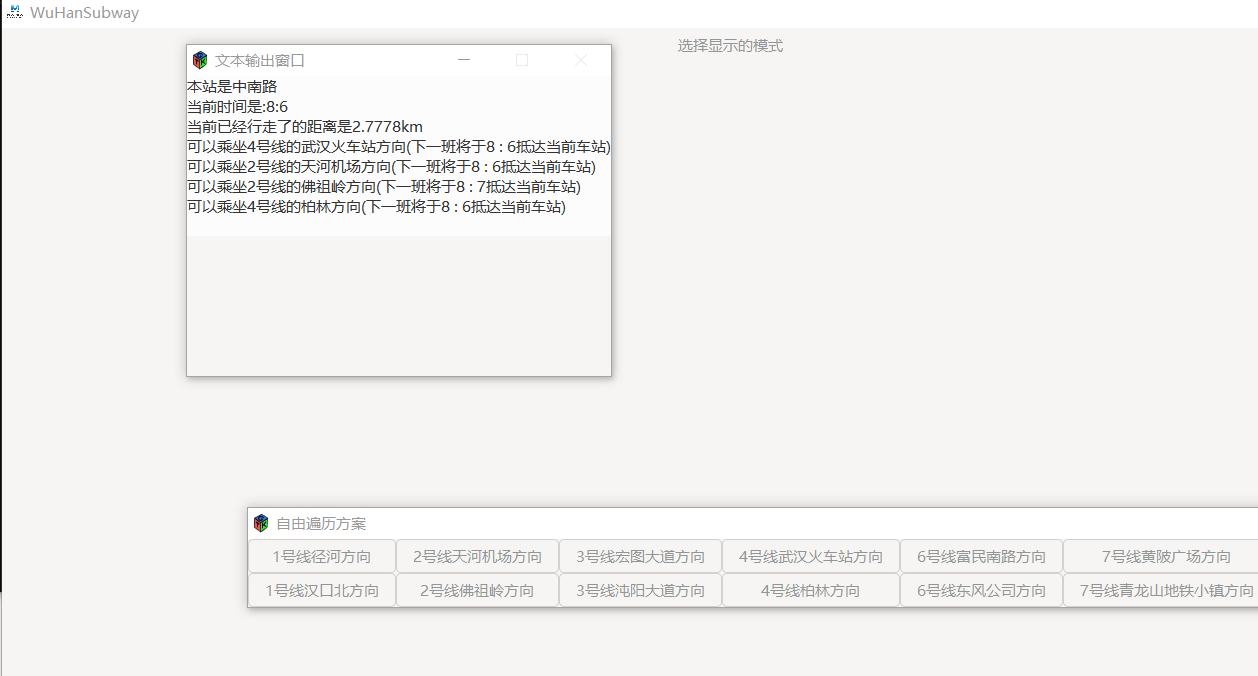 WuHanSubway
选择显示的模式
文本输出窗口
本站是中南路
当前时间是:8:6
当前已经行走了的距离是2.7778km
可以乘坐4号线的武汉火车站方向(下一班将于8 : 6抵达当前车站)
可以乘坐2号线的天河机场方向(下一班将于8 : 6抵达当前车站)
可以乘坐2号线的佛祖岭方向(下一班将于8 : 7抵达当前车站)
可以乘坐4号线的柏林方向(下一班将于8 : 6抵达当前车站)
自由遍历方案
1号线径河方向 2号线天河机场方向 3号线宏图大道方向 4号线武汉火车站方向 6号线富民南路方向 7号线黄陂广场方向
1号线汉口北方向 2号线佛祖岭方向 3号线沌阳大道方向 4号线柏林方向 6号线东风公司方向 7号线青龙山地铁小镇方向